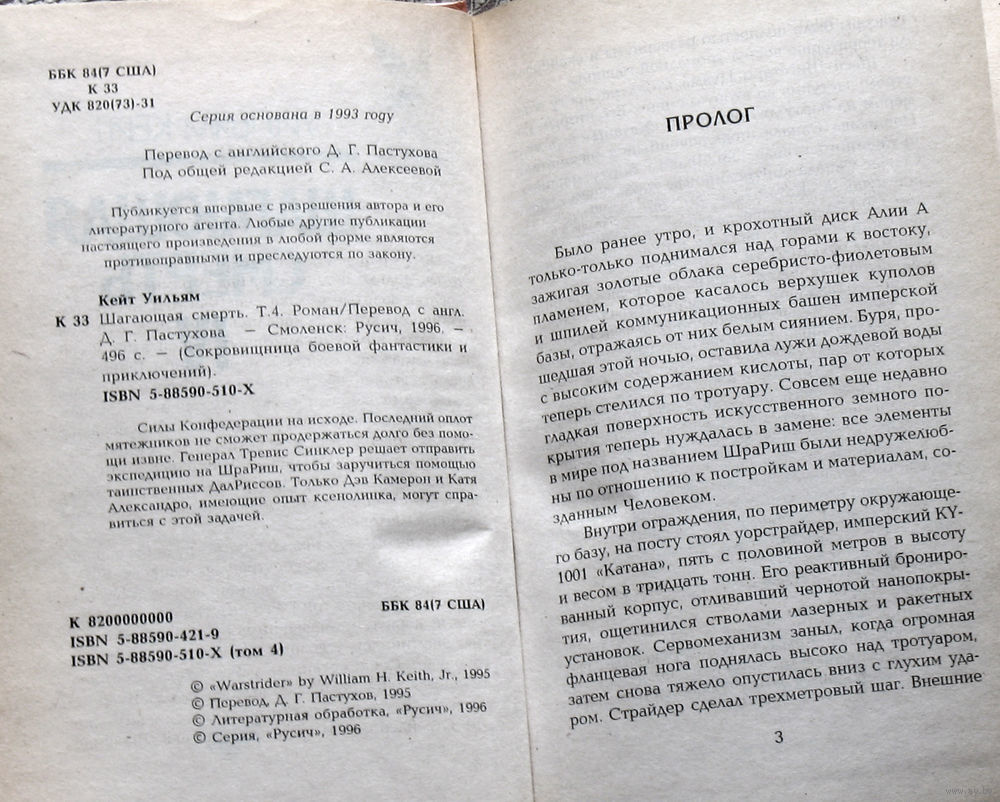 ББК 84(7 США)
К 33
УДК 820(73)-31
Серия основана в 1993 году
Перевод с английского Д. Г. Пастухова
Под общей редакцией С. А. Алексеевой
Публикуется впервые с разрешения автора и его
литературного агента. Любые другие публикации
настоящего произведения в любой форме являются
противоправными и преследуются по закону.
Кейт Уильям
К 33 Шагающая смерть. Т.4. Роман/Перевод с англ.
Д. Г. Пастухова — Смоленск: Русич, 1996. —
496 с. — (Сокровищница боевой фантастики и
приключений).
ISBN 5-88590-510-X
Силы Конфедерации на исходе. Последний оплот
мятежников не сможет продержаться долго без помо-
щи извне. Генерал Тревис Синклер решает отправить
экспедицию на ШраРиш, чтобы заручиться помощью
таинственных ДалРиссов. Только Дэв Камерон и Катя
Александро, имеющие опыт ксенолинка, могут спра-
виться с этой задачей.
К 8200000000
ББК 84(7 США)
ISBN 5-88590-421-9
ISBN 5-88590-510-X (том 4)
© «Warstrider» by William H. Keith, Jr., 1995
© Перевод, Д. Г. Пастухов, 1995
© Литературная обработка, «Русич», 1996
© Серия, «Русич», 1996
ПРОЛОГ
Было ранее утро, и крохотный диск Алии А
только-только поднимался над горами к востоку,
зажигая золотые облака серебристо-фиолетовым
пламенем, которое касалось верхушек куполов
и шпилей коммуникационных башен имперской
базы, отражаясь от них белым сиянием. Буря, про-
шедшая этой ночью, оставила лужи дождевой воды
с высоким содержанием кислоты, пар от которых
теперь стелился по тротуару. Совсем еще недавно
гладкая поверхность искусственного земного по-
крытия теперь нуждалась в замене: все элементы
в мире под названием ШраРиш были недружелюб-
ны по отношению к постройкам и материалам, со-
зданным Человеком.
Внутри ограждения, по периметру окружающе-
го базу, на посту стоял уорстрайдер, имперский KY-
1001 «Катана», пять с половиной метров в высоту
и весом в тридцать тонн. Его реактивный брониро-
ванный корпус, отливавший чернотой нанопокры-
тия, ощетинился стволами лазерных и ракетных
установок. Сервомеханизм заныл, когда огромная
фланцевая нога поднялась высоко над тротуаром,
затем снова тяжело опустилась вниз с глухим уда-
ром. Страйдер сделал трехметровый шаг. Внешние
3